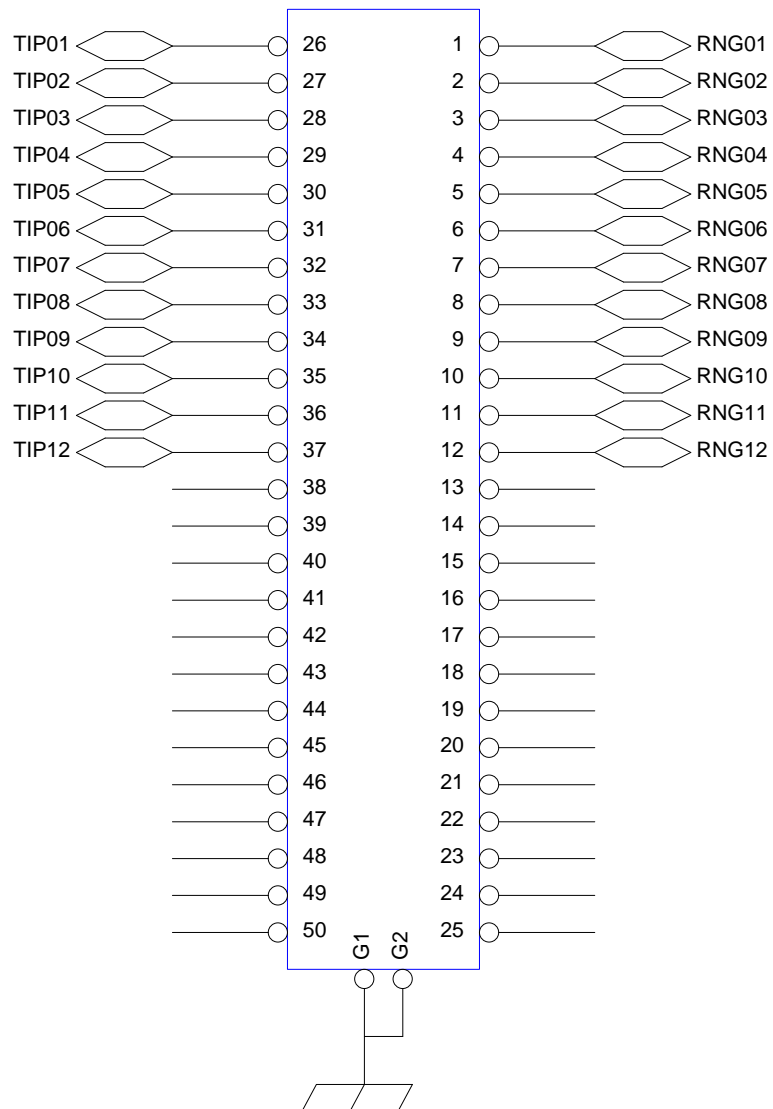 TIP01 26 1 RNG01
TIP02 27 2 RNG02
TIP03 28 3 RNG03
TIP04 29 4 RNG04
TIP05 30 5 RNG05
TIP06 31 6 RNG06
TIP07 32 7 RNG07
TIP08 33 8 RNG08
TIP09 34 9 RNG09
TIP10 35 10 RNG10
TIP11 36 11 RNG11
TIP12 37 12 RNG12
38 13
39 14
40 15
41 16
42 17
43 18
44 19
45 20
46 21
47 22
48 23
49 24
50 25
G1 G2